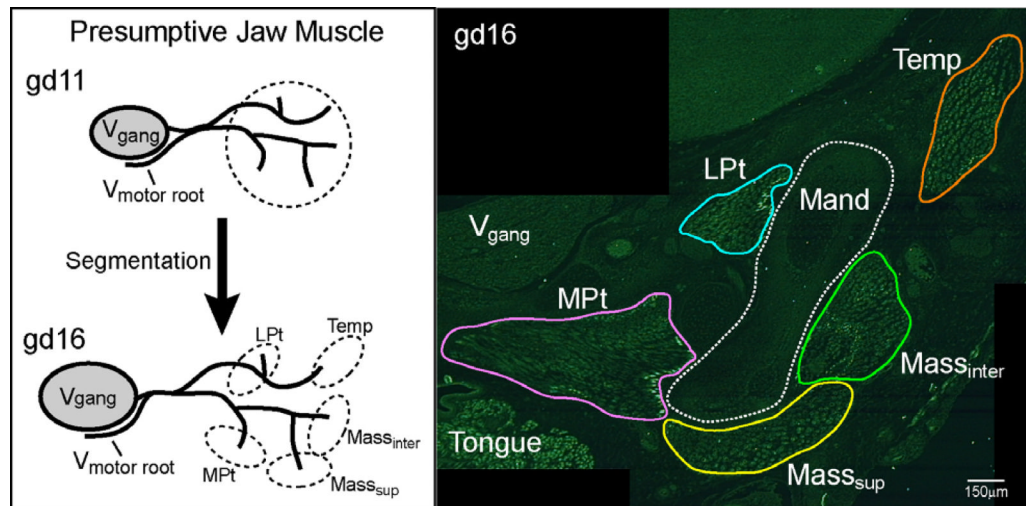 Presumptive Jaw Muscle
gd11
Vgang
Vmotor root
Segmentation
gd16
LPt
Temp
Vgang
Massinter
Vmotor root
MPt
Masssup
gd16
Temp
LPt
Mand
Vgang
MPt
Massinter
Tongue
Masssup
150µm